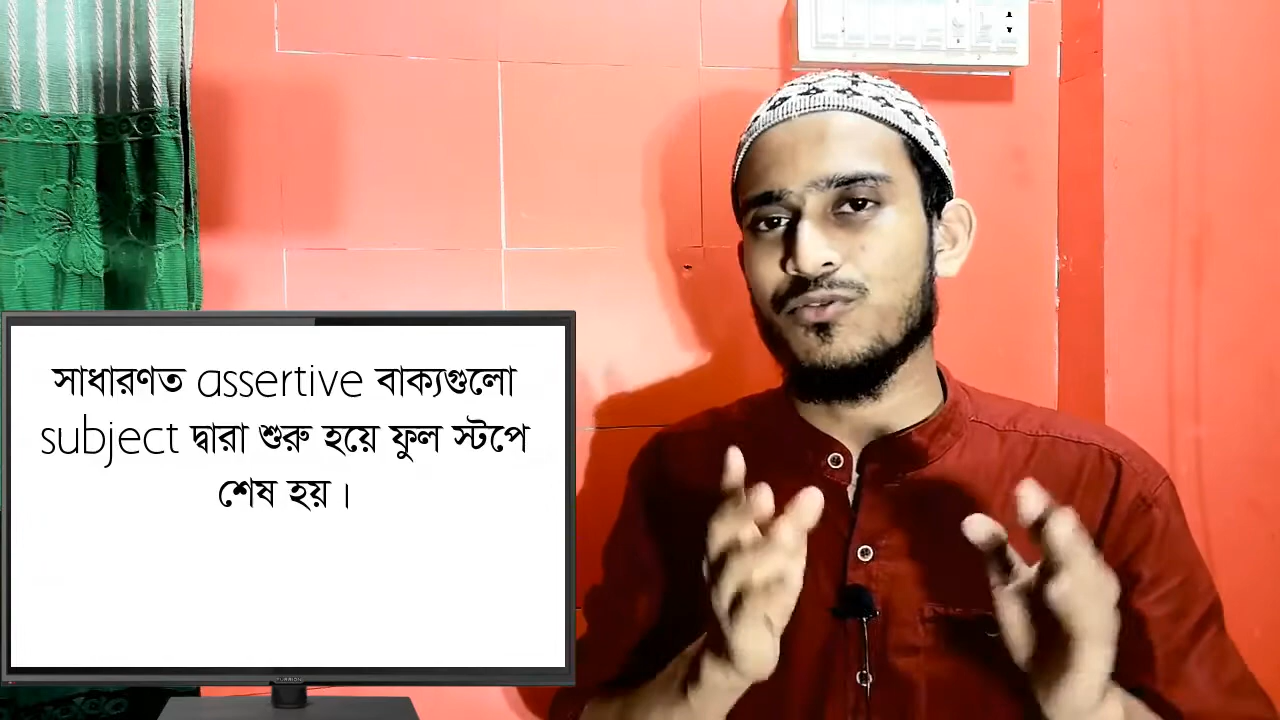 সাধারণত assertive বাক্যগুলো
subject দ্বারা শুরু হয়ে ফুল স্টপে
শেষ হয়।